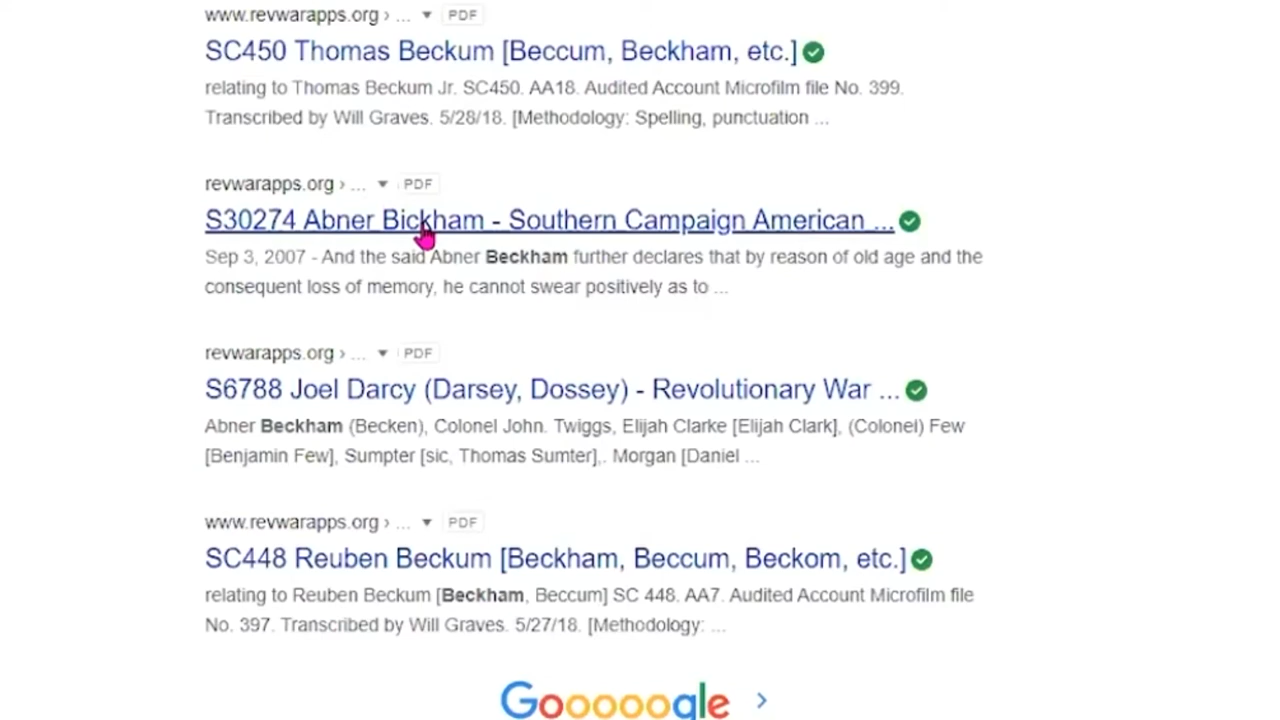 www.revwarapps.org › ... ▼ PDF
SC450 Thomas Beckum [Beccum, Beckham, etc.]
relating to Thomas Beckum Jr. SC450. AA18. Audited Account Microfilm file No. 399.
Transcribed by Will Graves. 5/28/18. [Methodology: Spelling, punctuation ...
revwarapps.org › ... ▼ PDF
S30274 Abner Bickham - Southern Campaign American ...
Sep 3, 2007 - And the said Abner Beckham further declares that by reason of old age and the
consequent loss of memory, he cannot swear positively as to ...
revwarapps.org › ... ▼ PDF
S6788 Joel Darcy (Darsey, Dossey) - Revolutionary War ...
Abner Beckham (Becken), Colonel John. Twiggs, Elijah Clarke [Elijah Clark], (Colonel) Few
[Benjamin Few], Sumpter [sic, Thomas Sumter],. Morgan [Daniel ...
www.revwarapps.org › ... ▼ PDF
SC448 Reuben Beckum [Beckham, Beccum, Beckom, etc.]
relating to Reuben Beckum [Beckham, Beccum] SC 448. AA7. Audited Account Microfilm file
No. 397. Transcribed by Will Graves. 5/27/18. [Methodology: ...
Goooooogle >